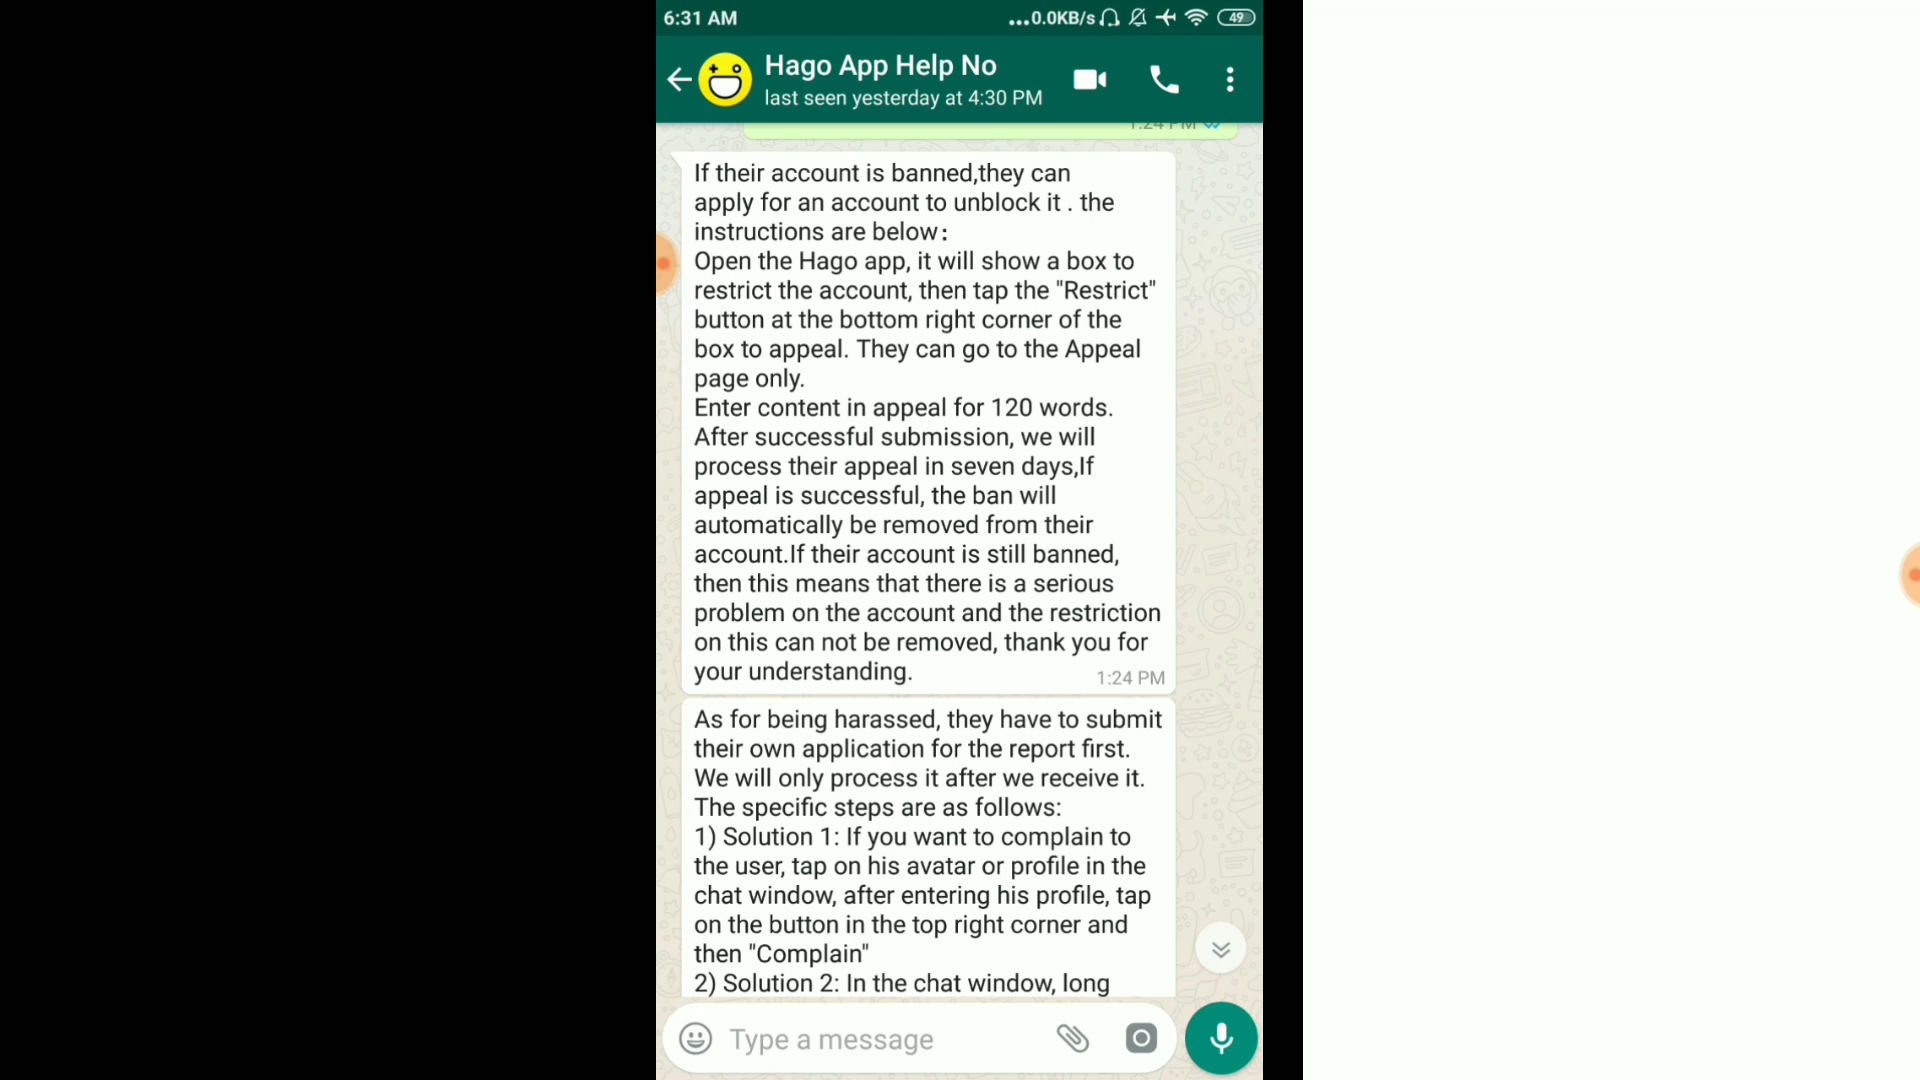 6:31 AM
...0.0KB/s
49
Hago App Help No
last seen yesterday at 4:30 PM
1:24 PM
If their account is banned,they can
apply for an account to unblock it . the
instructions are below：
Open the Hago app, it will show a box to
restrict the account, then tap the "Restrict"
button at the bottom right corner of the
box to appeal. They can go to the Appeal
page only.
Enter content in appeal for 120 words.
After successful submission, we will
process their appeal in seven days,If
appeal is successful, the ban will
automatically be removed from their
account.If their account is still banned,
then this means that there is a serious
problem on the account and the restriction
on this can not be removed, thank you for
your understanding.
1:24 PM
As for being harassed, they have to submit
their own application for the report first.
We will only process it after we receive it.
The specific steps are as follows:
1) Solution 1: If you want to complain to
the user, tap on his avatar or profile in the
chat window, after entering his profile, tap
on the button in the top right corner and
then "Complain"
2) Solution 2: In the chat window, long
Type a message